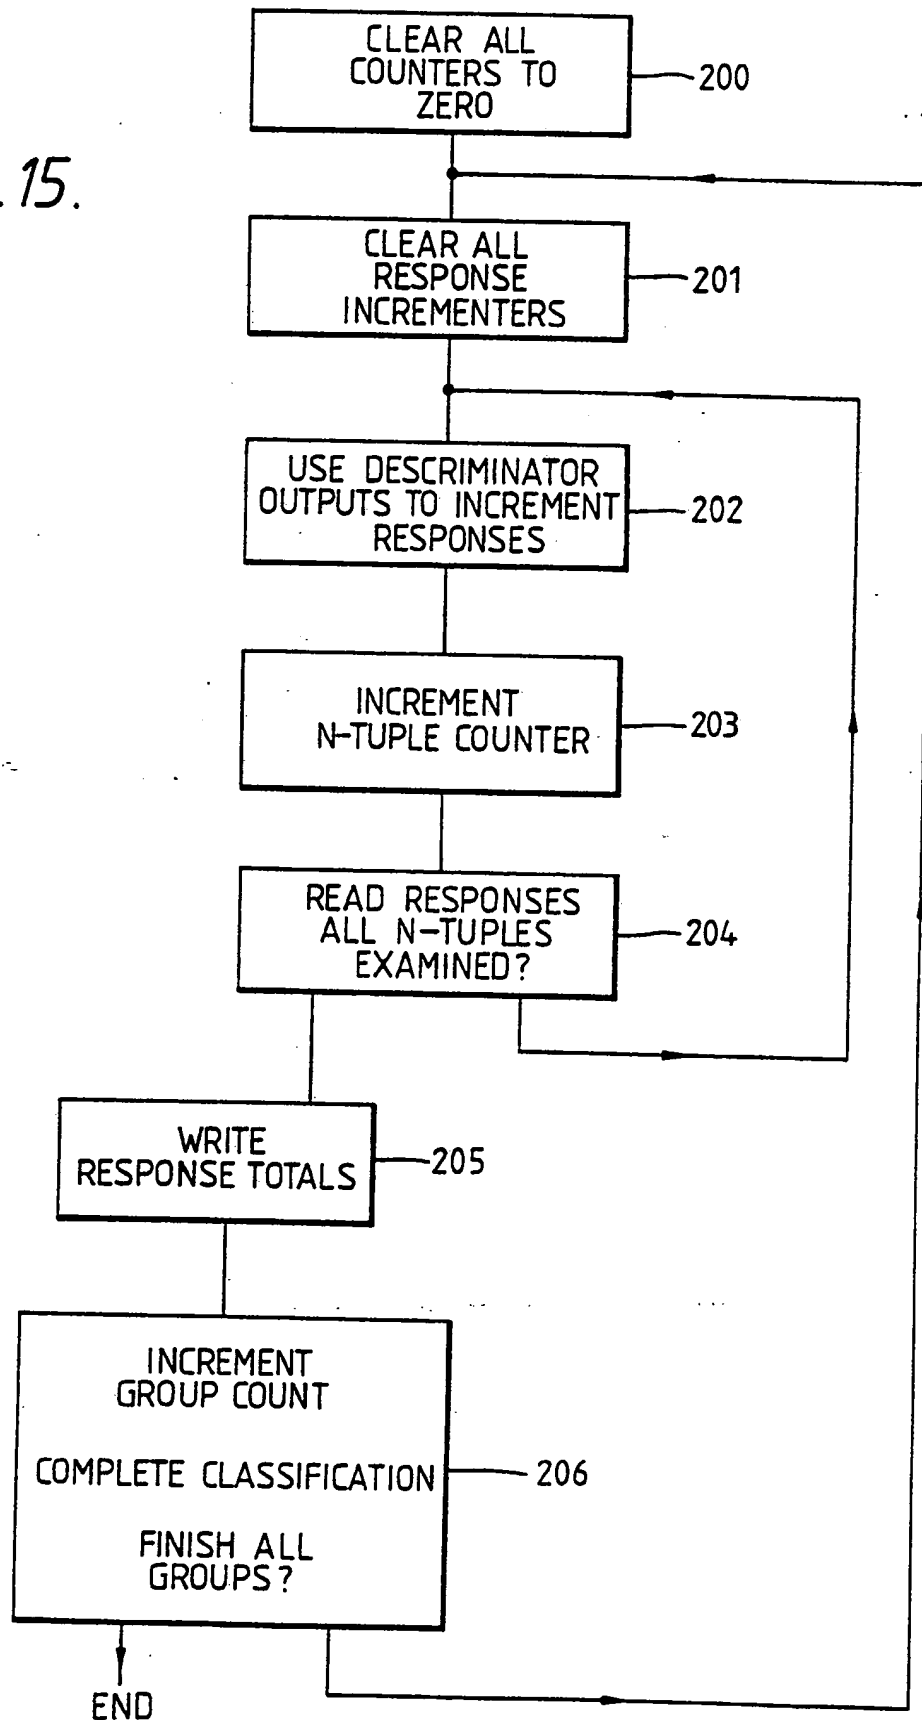 .15.
CLEAR ALL
COUNTERS TO
ZERO
200
CLEAR ALL
RESPONSE
INCREMENTERS
201
USE DESCRIMINATOR
OUTPUTS TO INCREMENT
RESPONSES
202
INCREMENT
N-TUPLE COUNTER
203
READ RESPONSES
ALL N-TUPLES
EXAMINED?
204
WRITE
RESPONSE TOTALS
205
INCREMENT
GROUP COUNT
COMPLETE CLASSIFICATION
FINISH ALL
GROUPS?
206
END